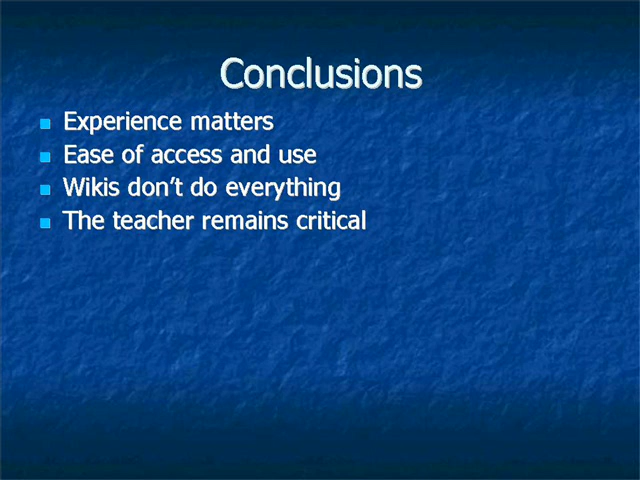 Conclusions
Experience matters
Ease of access and use
Wikis don't do everything
The teacher remains critical